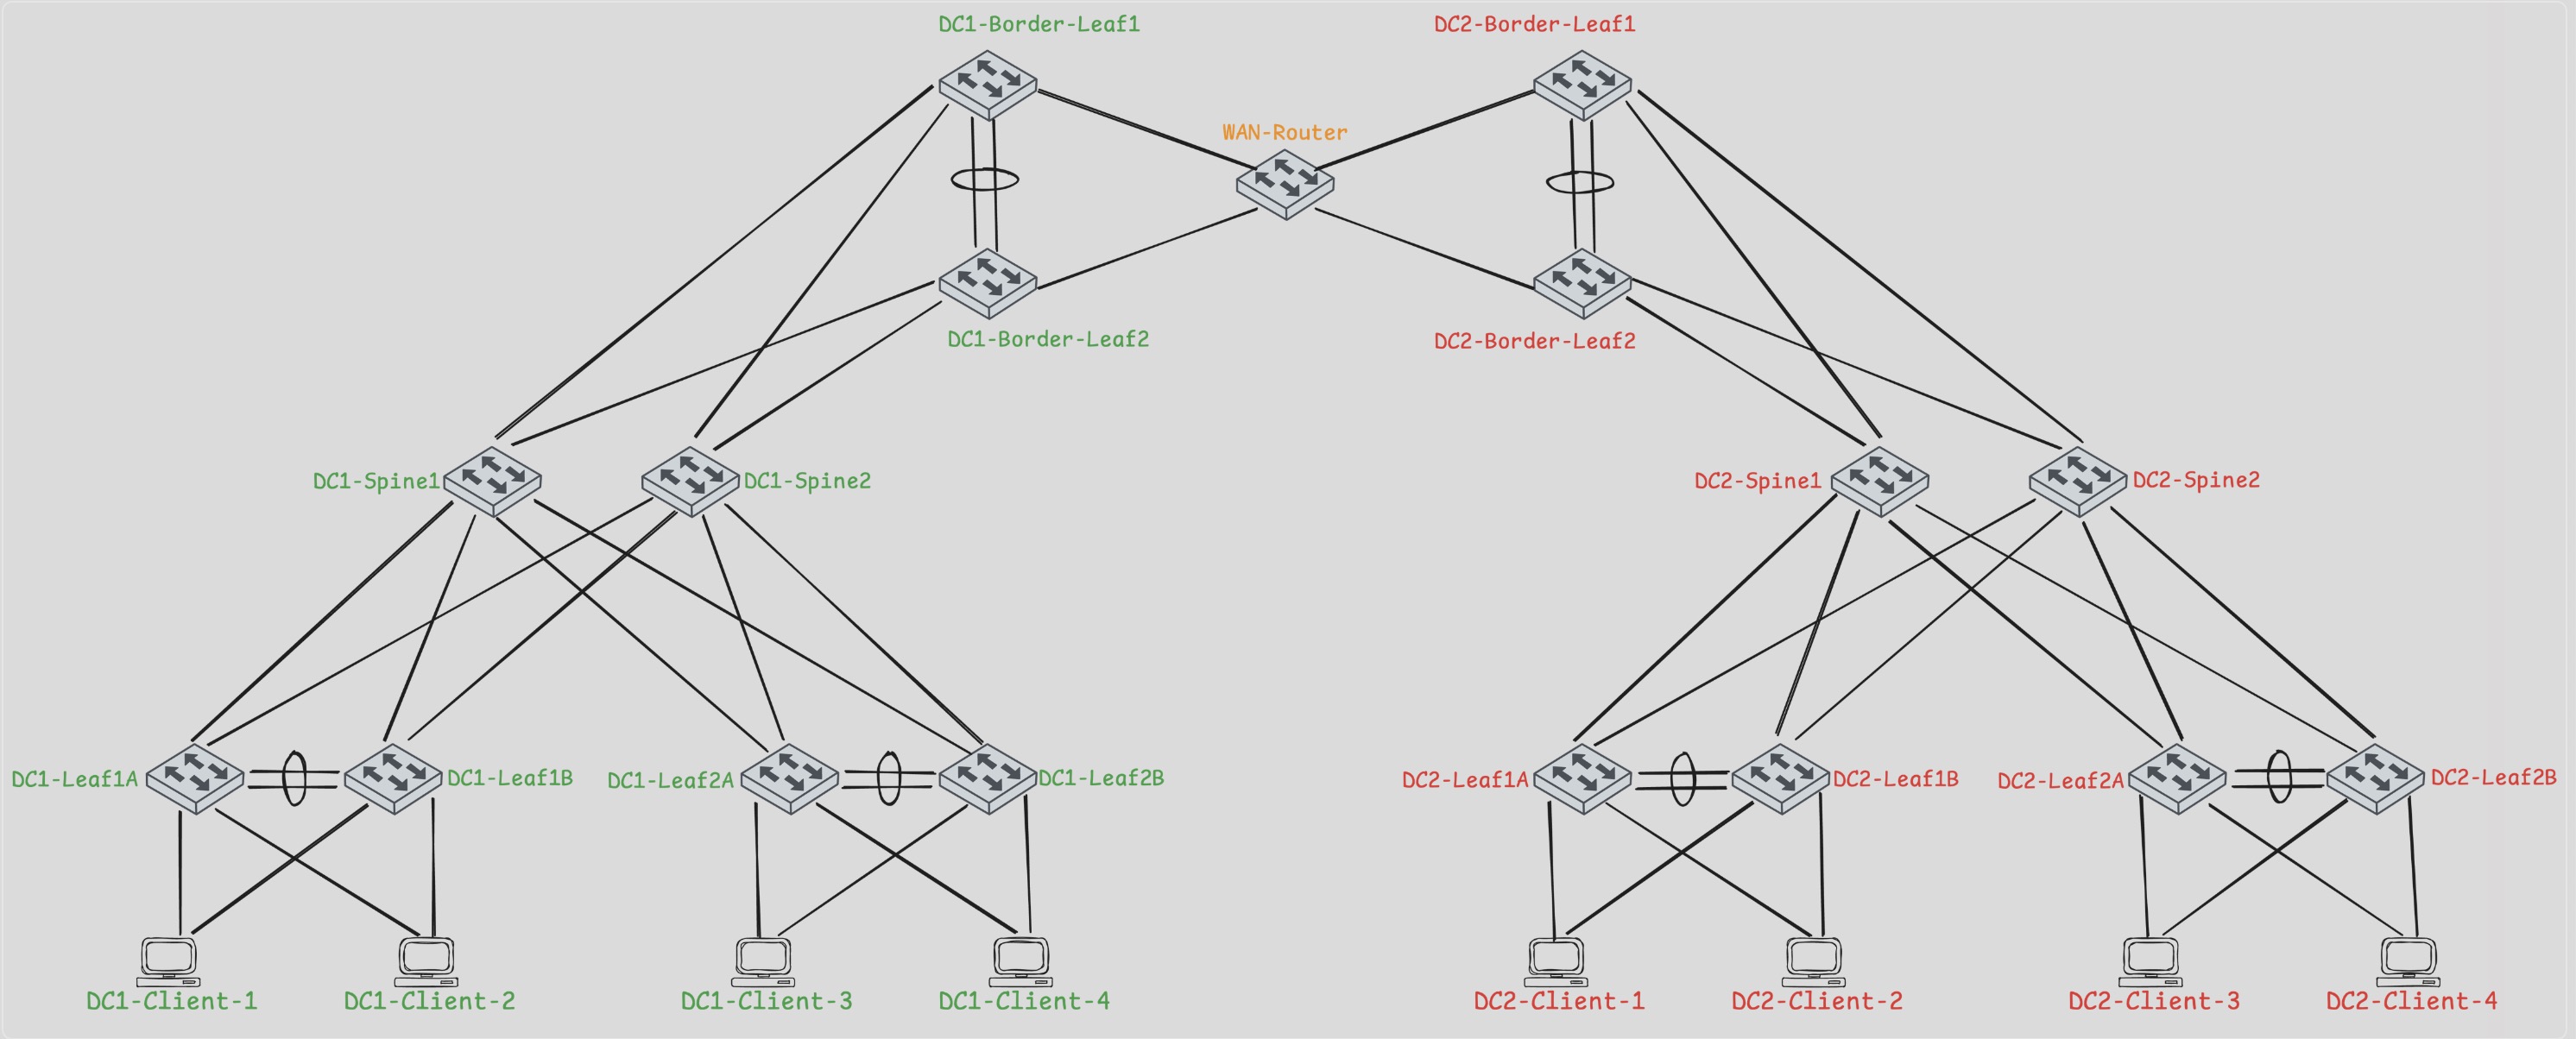 DC1-Border-Leaf1
DC2-Border-Leaf1
WAN-Router
DC1-Border-Leaf2
DC2-Border-Leaf2
DC1-Spine1
DC1-Spine2
DC2-Spine1
DC2-Spine2
DC1-Leaf1A
DC1-Leaf1B
DC1-Leaf2A
DC1-Leaf2B
DC2-Leaf1A
DC2-Leaf1B
DC2-Leaf2A
DC2-Leaf2B
DC1-Client-1
DC1-Client-2
DC1-Client-3
DC1-Client-4
DC2-Client-1
DC2-Client-2
DC2-Client-3
DC2-Client-4